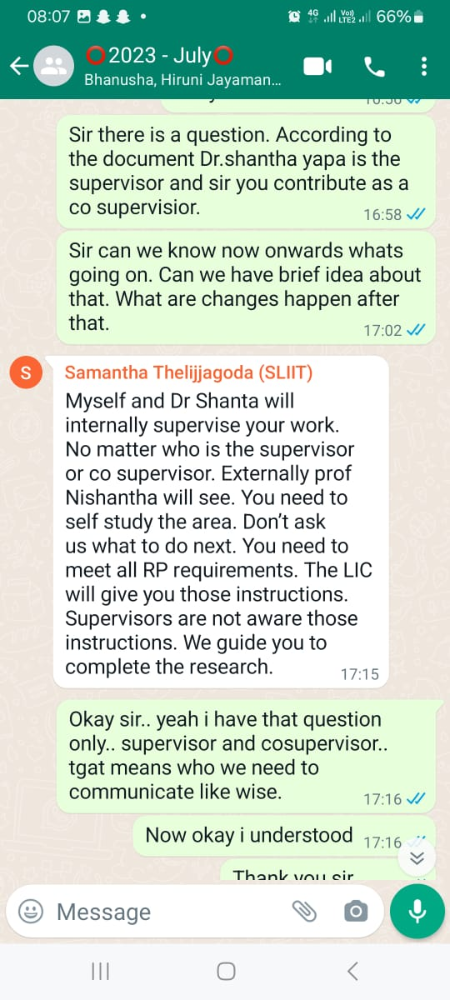 08:07
4G Vo)) LTE2 66%
2023 - July
Bhanusha, Hiruni Jayaman...
16:56
Sir there is a question. According to
the document Dr.shantha yapa is the
supervisor and sir you contribute as a
co supervisior.
16:58
Sir can we know now onwards whats
going on. Can we have brief idea about
that. What are changes happen after
that.
17:02
S
Samantha Thelijjagoda (SLIIT)
Myself and Dr Shanta will
internally supervise your work.
No matter who is the supervisor
or co supervisor. Externally prof
Nishantha will see. You need to
self study the area. Don't ask
us what to do next. You need to
meet all RP requirements. The LIC
will give you those instructions.
Supervisors are not aware those
instructions. We guide you to
complete the research.
17:15
Okay sir.. yeah i have that question
only.. supervisor and cosupervisor..
tgat means who we need to
communicate like wise.
17:16
Now okay i understood 17:16
Thank you sir
Message